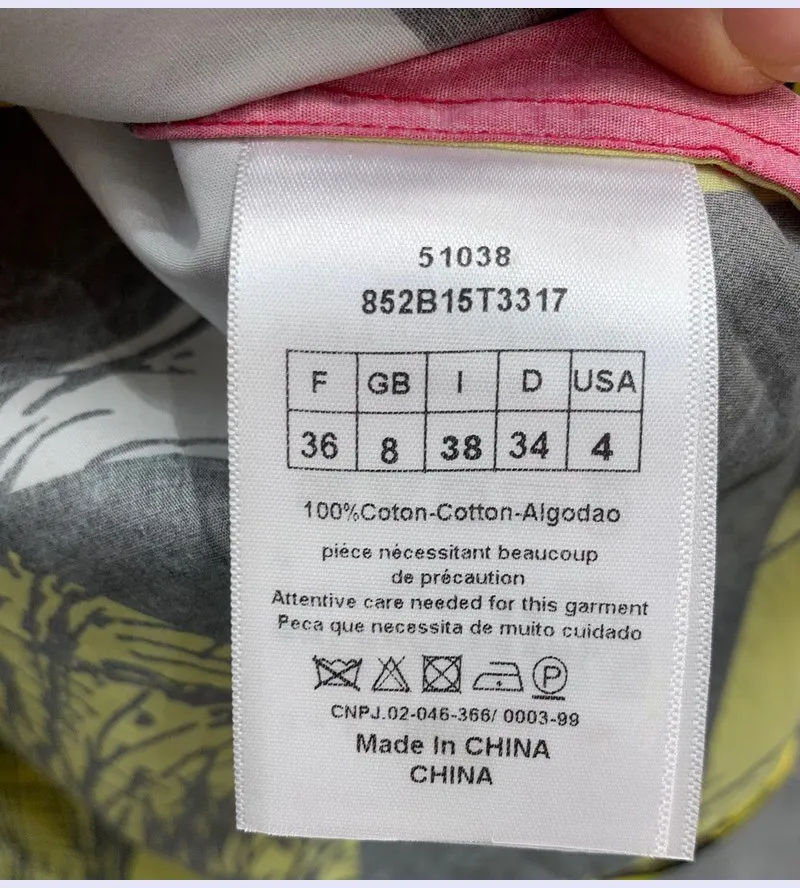 51038
852B15T3317
F GB I D USA
36 8 38 34 4
100%Coton-Cotton-Algodao
piéce nécessitant beaucoup
de précaution
Attentive care needed for this garment
Peca que necessita de muito cuidado
P
CNPJ.02-046-366/ 0003-99
Made In CHINA
CHINA